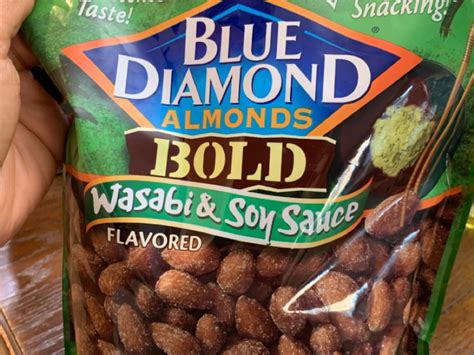 Taste!
Snacking!
BLUE
DIAMOND
ALMONDS
BOLD
Wasabi & Soy Sauce
FLAVORED